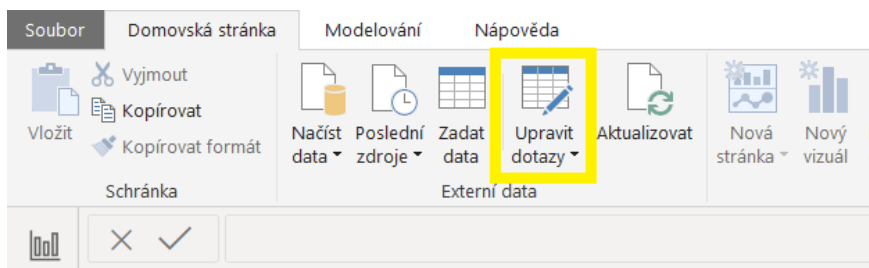 Soubor Domovská stránka Modelování Nápověda
Vložit
Vyjmout
Kopírovat
Kopírovat formát
Schránka
Načíst
data
Poslední
zdroje
Zadat
data
Upravit
dotazy
Aktualizovat
Externí data
Nová
stránka
Nový
vizuál